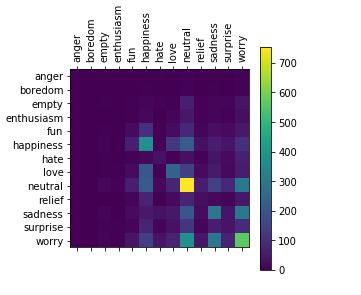 anger
boredom
empty
enthusiasm
fun
happiness
hate
love
neutral
relief
sadness
surprise
worry
anger
boredom
empty
enthusiasm
fun
happiness
hate
love
neutral
relief
sadness
surprise
worry
700
600
500
400
300
200
100
0